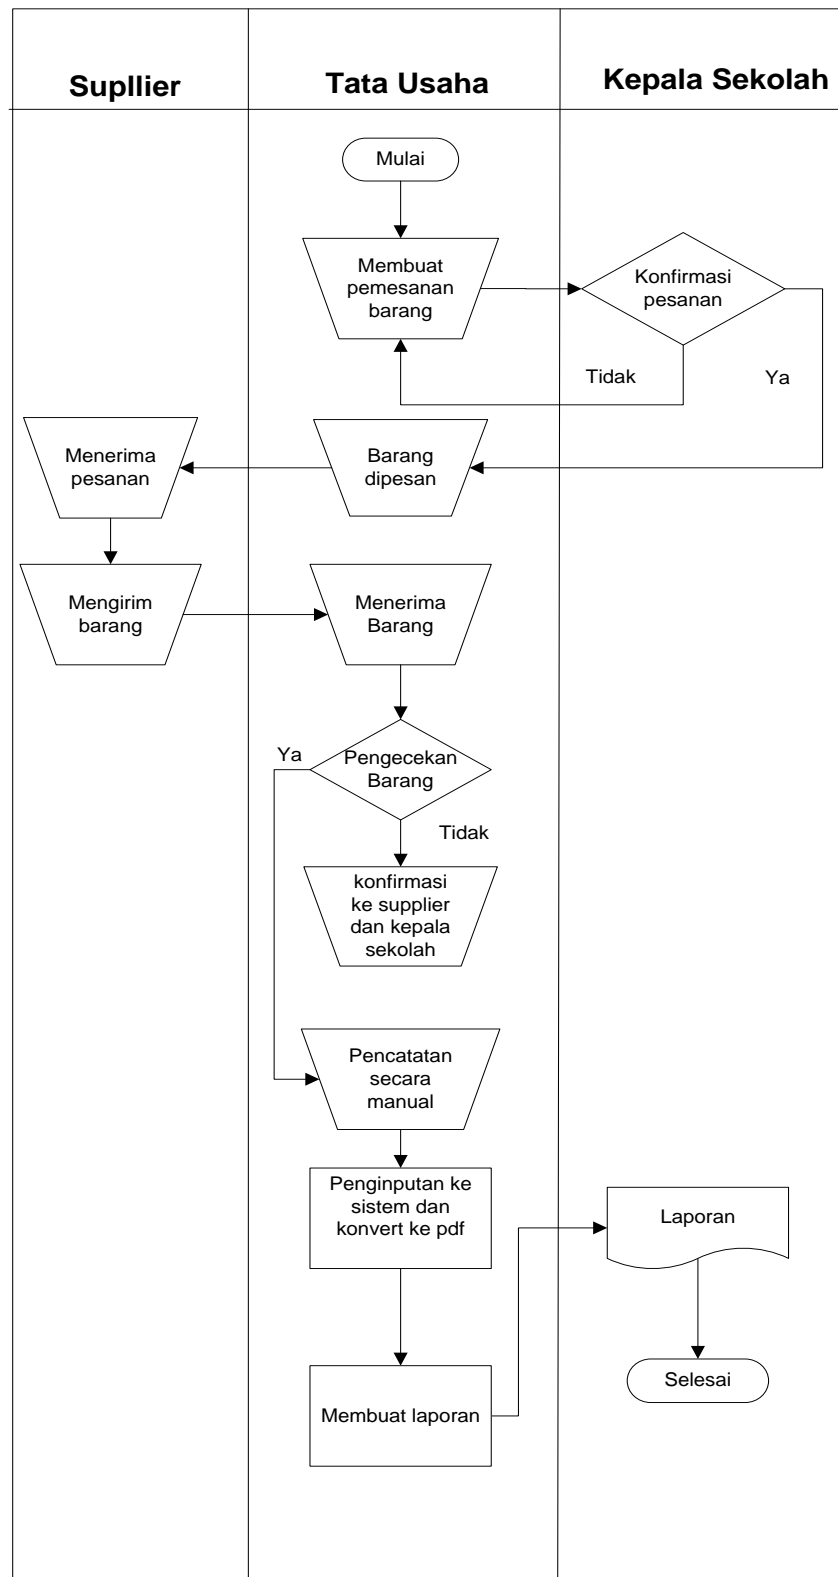 Supllier
Tata Usaha
Kepala Sekolah
Mulai
Membuat
pemesanan
barang
Konfirmasi
pesanan
Tidak
Ya
Menerima
pesanan
Barang
dipesan
Mengirim
barang
Menerima
Barang
Ya
Pengecekan
Barang
Tidak
konfirmasi
ke supplier
dan kepala
sekolah
Pencatatan
secara
manual
Penginputan ke
sistem dan
konvert ke pdf
Laporan
Membuat laporan
Selesai